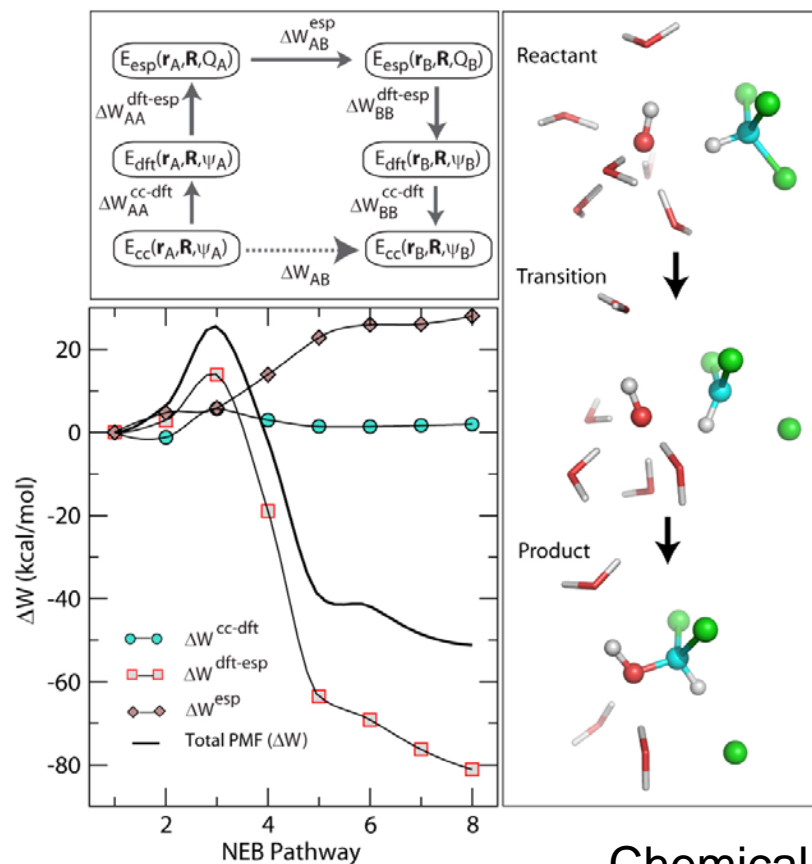 ΔW_AB^esp
E_esp(r_A,R,Q_A)
E_esp(r_B,R,Q_B)
ΔW_AA^dft-esp
ΔW_BB^dft-esp
E_dft(r_A,R,ψ_A)
E_dft(r_B,R,ψ_B)
ΔW_AA^cc-dft
ΔW_BB^cc-dft
E_cc(r_A,R,ψ_A)
E_cc(r_B,R,ψ_B)
ΔW_AB
20
0
-20
-40
-60
-80
ΔW (kcal/mol)
ΔW^cc-dft
ΔW^dft-esp
ΔW^esp
Total PMF (ΔW)
2 4 6 8
NEB Pathway
Reactant
Transition
Product
Chemical